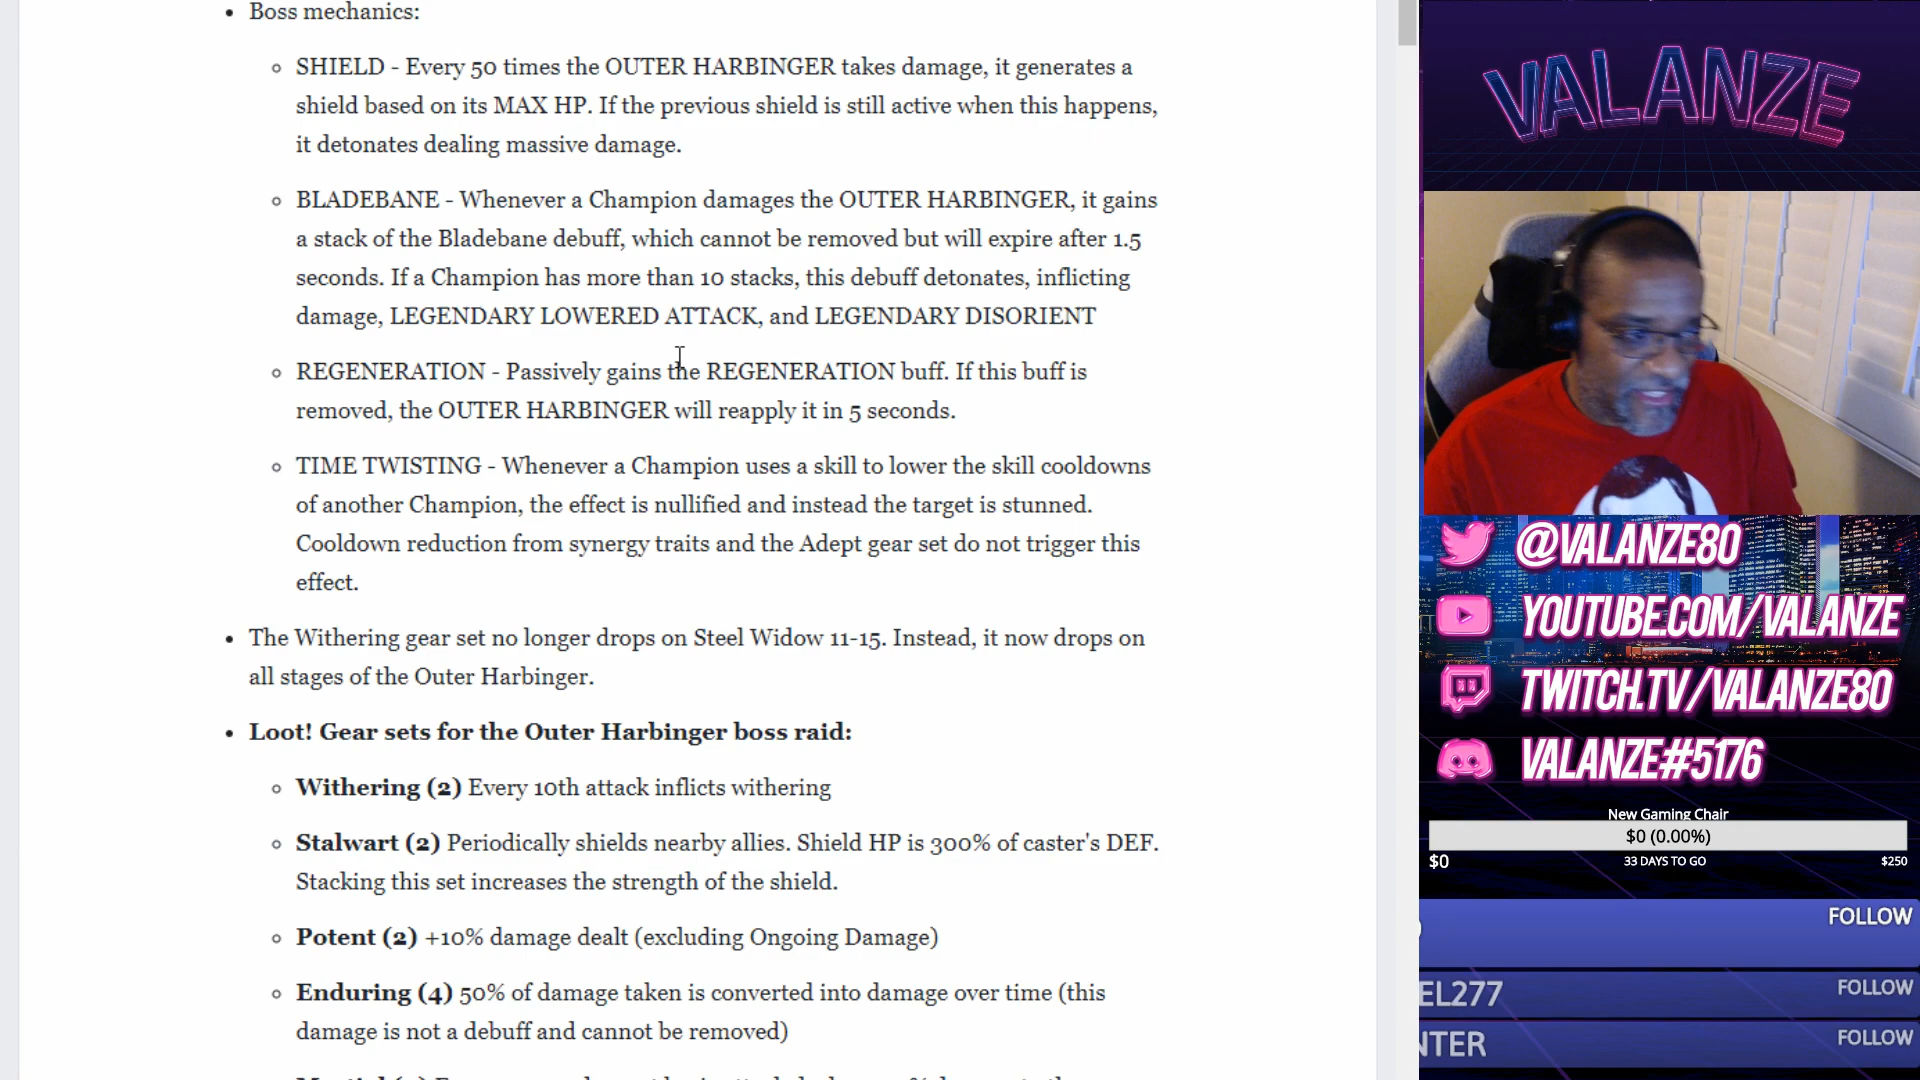 Boss mechanics:
SHIELD - Every 50 times the OUTER HARBINGER takes damage, it generates a
shield based on its MAX HP. If the previous shield is still active when this happens,
it detonates dealing massive damage.
BLADEBANE - Whenever a Champion damages the OUTER HARBINGER, it gains
a stack of the Bladebane debuff, which cannot be removed but will expire after 1.5
seconds. If a Champion has more than 10 stacks, this debuff detonates, inflicting
damage, LEGENDARY LOWERED ATTACK, and LEGENDARY DISORIENT
REGENERATION - Passively gains the REGENERATION buff. If this buff is
removed, the OUTER HARBINGER will reapply it in 5 seconds.
TIME TWISTING - Whenever a Champion uses a skill to lower the skill cooldowns
of another Champion, the effect is nullified and instead the target is stunned.
Cooldown reduction from synergy traits and the Adept gear set do not trigger this
effect.
The Withering gear set no longer drops on Steel Widow 11-15. Instead, it now drops on
all stages of the Outer Harbinger.
Loot! Gear sets for the Outer Harbinger boss raid:
Withering (2) Every 10th attack inflicts withering
Stalwart (2) Periodically shields nearby allies. Shield HP is 300% of caster's DEF.
Stacking this set increases the strength of the shield.
Potent (2) +10% damage dealt (excluding Ongoing Damage)
Enduring (4) 50% of damage taken is converted into damage over time (this
damage is not a debuff and cannot be removed)
VALANZE
@VALANZE80
YOUTUBE.COM/VALANZE
TWITCH.TV/VALANZE80
VALANZE#5176
New Gaming Chair
$0 (0.00%)
$0 33 DAYS TO GO $250
FOLLOW
EL277 FOLLOW
NTER FOLLOW